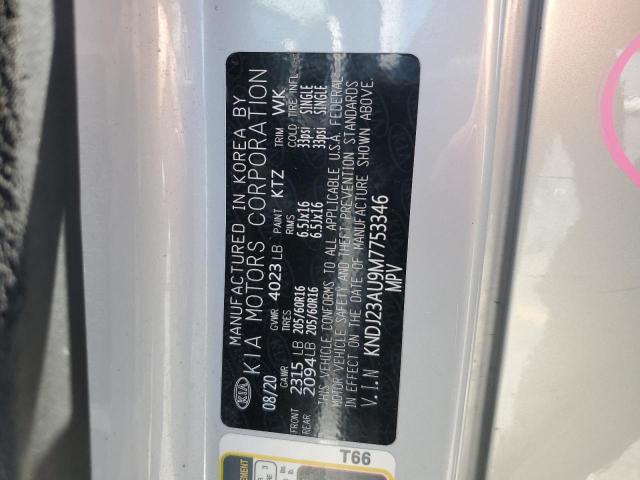 KIA
MANUFACTURED IN KOREA BY
KIA MOTORS CORPORATION
08/20 GVWR 4023 LB PAINT KTZ TRIM WK
GAWR TIRES RIMS COLD TIRE INFL
FRONT 2315 LB 205/60R16 6.5Jx16 33psi SINGLE
REAR 2094 LB 205/60R16 6.5Jx16 33psi SINGLE
THIS VEHICLE CONFORMS TO ALL APPLICABLE U.S.A. FEDERAL
MOTOR VEHICLE SAFETY AND THEFT PREVENTION STANDARDS
IN EFFECT ON THE DATE OF MANUFACTURE SHOWN ABOVE.
V.I.N KNDJ23AU9M7753346
MPV
T66